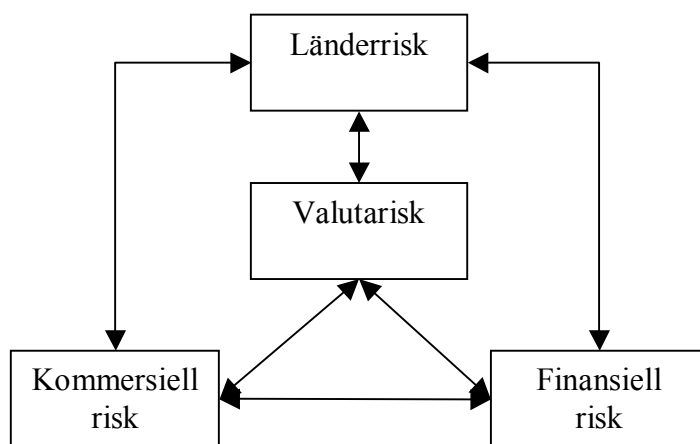 Länderrisk
Valutarisk
Kommersiell
risk
Finansiell
risk